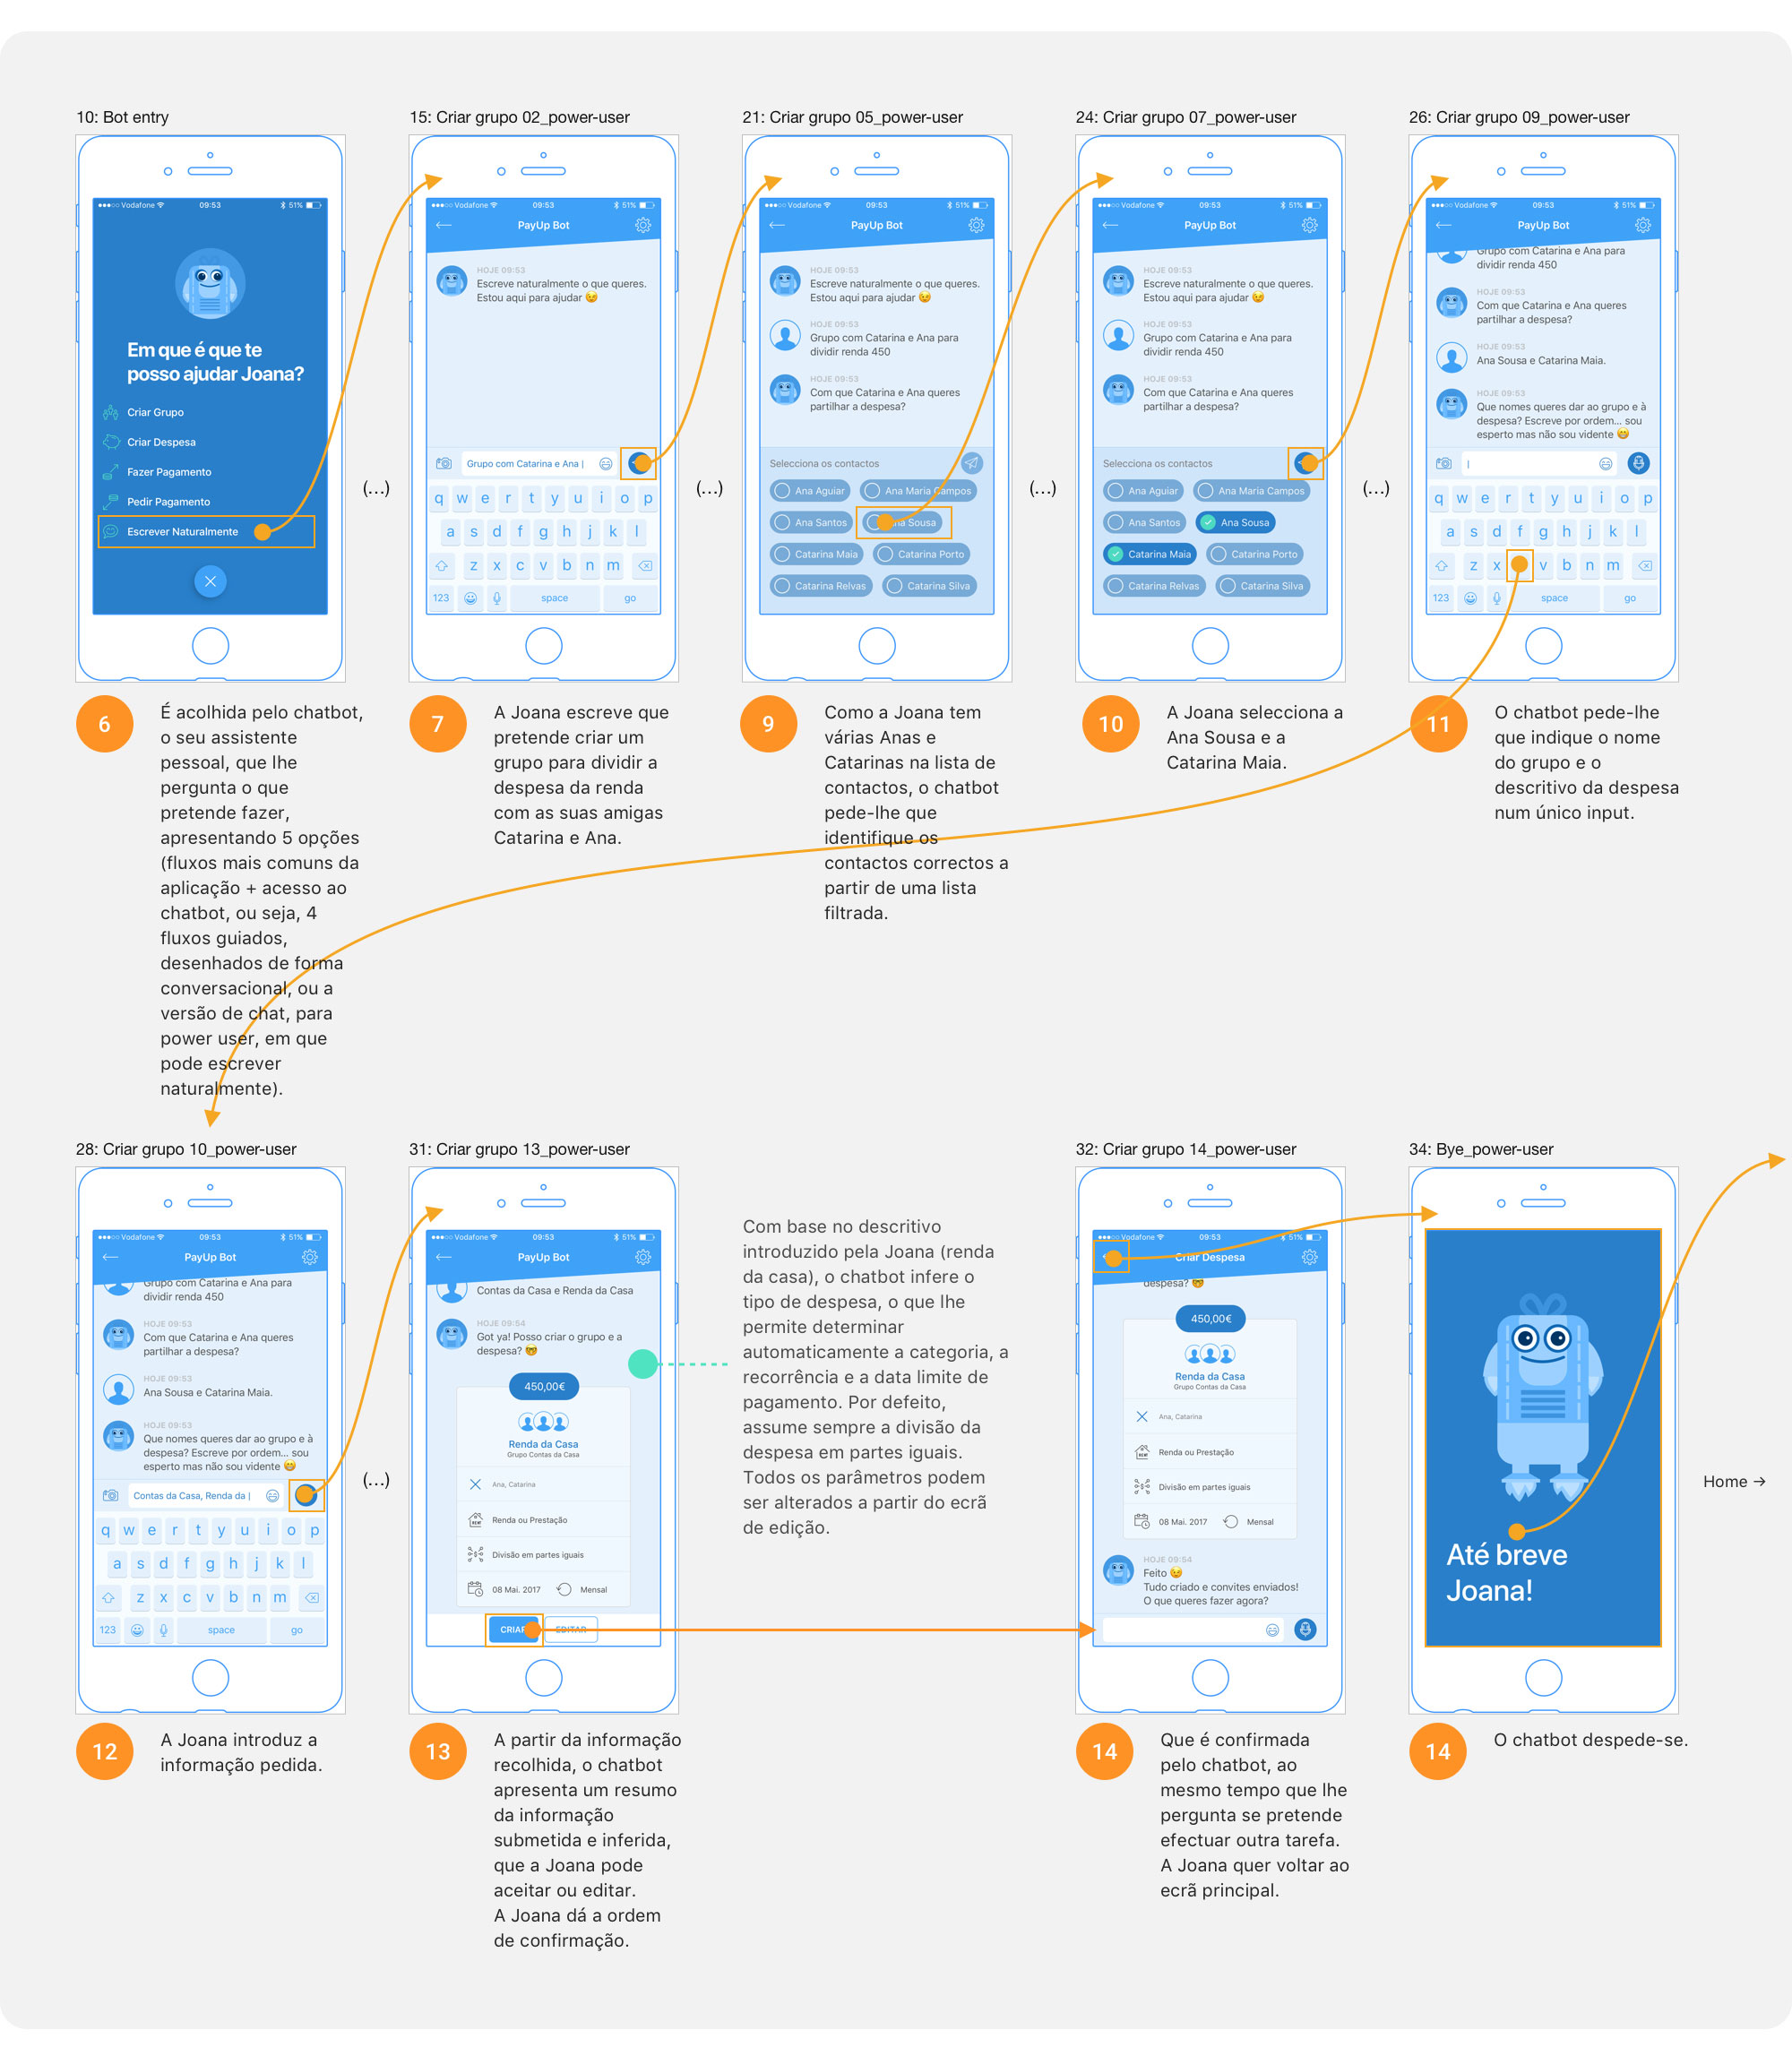 10: Bot entry
Vodafone 09:53 51%
Em que é que te
posso ajudar Joana?
Criar Grupo
Criar Despesa
Fazer Pagamento
Pedir Pagamento
Escrever Naturalmente
6
É acolhida pelo chatbot,
o seu assistente
pessoal, que lhe
pergunta o que
pretende fazer,
apresentando 5 opções
(fluxos mais comuns da
aplicação + acesso ao
chatbot, ou seja, 4
fluxos guiados,
desenhados de forma
conversacional, ou a
versão de chat, para
power user, em que
pode escrever
naturalmente).
(...)
15: Criar grupo 02_power-user
Vodafone 09:53 51%
PayUp Bot
HOJE 09:53
Escreve naturalmente o que queres.
Estou aqui para ajudar 😉
Grupo com Catarina e Ana |
q w e r t y u i o p
a s d f g h j k l
z x c v b n m
123 space go
7
A Joana escreve que
pretende criar um
grupo para dividir a
despesa da renda
com as suas amigas
Catarina e Ana.
(...)
21: Criar grupo 05_power-user
Vodafone 09:53 51%
PayUp Bot
HOJE 09:53
Escreve naturalmente o que queres.
Estou aqui para ajudar 😉
HOJE 09:53
Grupo com Catarina e Ana para
dividir renda 450
HOJE 09:53
Com que Catarina e Ana queres
partilhar a despesa?
Selecciona os contactos
Ana Aguiar Ana Maria Campos
Ana Santos Ana Sousa
Catarina Maia Catarina Porto
Catarina Relvas Catarina Silva
9
Como a Joana tem
várias Anas e
Catarinas na lista de
contactos, o chatbot
pede-lhe que
identifique os
contactos correctos a
partir de uma lista
filtrada.
(...)
24: Criar grupo 07_power-user
Vodafone 09:53 51%
PayUp Bot
HOJE 09:53
Escreve naturalmente o que queres.
Estou aqui para ajudar 😉
HOJE 09:53
Grupo com Catarina e Ana para
dividir renda 450
HOJE 09:53
Com que Catarina e Ana queres
partilhar a despesa?
Selecciona os contactos
Ana Aguiar Ana Maria Campos
Ana Santos Ana Sousa
Catarina Maia Catarina Porto
Catarina Relvas Catarina Silva
10
A Joana selecciona a
Ana Sousa e a
Catarina Maia.
(...)
26: Criar grupo 09_power-user
Vodafone 09:53 51%
PayUp Bot
Grupo com Catarina e Ana para
dividir renda 450
HOJE 09:53
Com que Catarina e Ana queres
partilhar a despesa?
HOJE 09:53
Ana Sousa e Catarina Maia.
HOJE 09:53
Que nomes queres dar ao grupo e à
despesa? Escreve por ordem... sou
esperto mas não sou vidente 😁
|
q w e r t y u i o p
a s d f g h j k l
z x v b n m
123 space go
11
O chatbot pede-lhe
que indique o nome
do grupo e o
descritivo da despesa
num único input.
28: Criar grupo 10_power-user
Vodafone 09:53 51%
PayUp Bot
Grupo com Catarina e Ana para
dividir renda 450
HOJE 09:53
Com que Catarina e Ana queres
partilhar a despesa?
HOJE 09:53
Ana Sousa e Catarina Maia.
HOJE 09:53
Que nomes queres dar ao grupo e à
despesa? Escreve por ordem... sou
esperto mas não sou vidente 😁
Contas da Casa, Renda da |
q w e r t y u i o p
a s d f g h j k l
z x c v b n m
123 space go
12
A Joana introduz a
informação pedida.
(...)
31: Criar grupo 13_power-user
Vodafone 09:53 51%
PayUp Bot
Contas da Casa e Renda da Casa
HOJE 09:54
Got ya! Posso criar o grupo e a
despesa? 🤓
450,00€
Renda da Casa
Grupo Contas da Casa
Ana, Catarina
RENT
Renda ou Prestação
Divisão em partes iguais
08 Mai. 2017 Mensal
CRIAR EDITAR
13
A partir da informação
recolhida, o chatbot
apresenta um resumo
da informação
submetida e inferida,
que a Joana pode
aceitar ou editar.
A Joana dá a ordem
de confirmação.
Com base no descritivo
introduzido pela Joana (renda
da casa), o chatbot infere o
tipo de despesa, o que lhe
permite determinar
automaticamente a categoria, a
recorrência e a data limite de
pagamento. Por defeito,
assume sempre a divisão da
despesa em partes iguais.
Todos os parâmetros podem
ser alterados a partir do ecrã
de edição.
32: Criar grupo 14_power-user
Vodafone 09:53 51%
Criar Despesa
despesa? 🤓
450,00€
Renda da Casa
Grupo Contas da Casa
Ana, Catarina
RENT
Renda ou Prestação
Divisão em partes iguais
08 Mai. 2017 Mensal
HOJE 09:54
Feito 😉
Tudo criado e convites enviados!
O que queres fazer agora?
14
Que é confirmada
pelo chatbot, ao
mesmo tempo que lhe
pergunta se pretende
efectuar outra tarefa.
A Joana quer voltar ao
ecrã principal.
34: Bye_power-user
Até breve
Joana!
14
O chatbot despede-se.
Home →